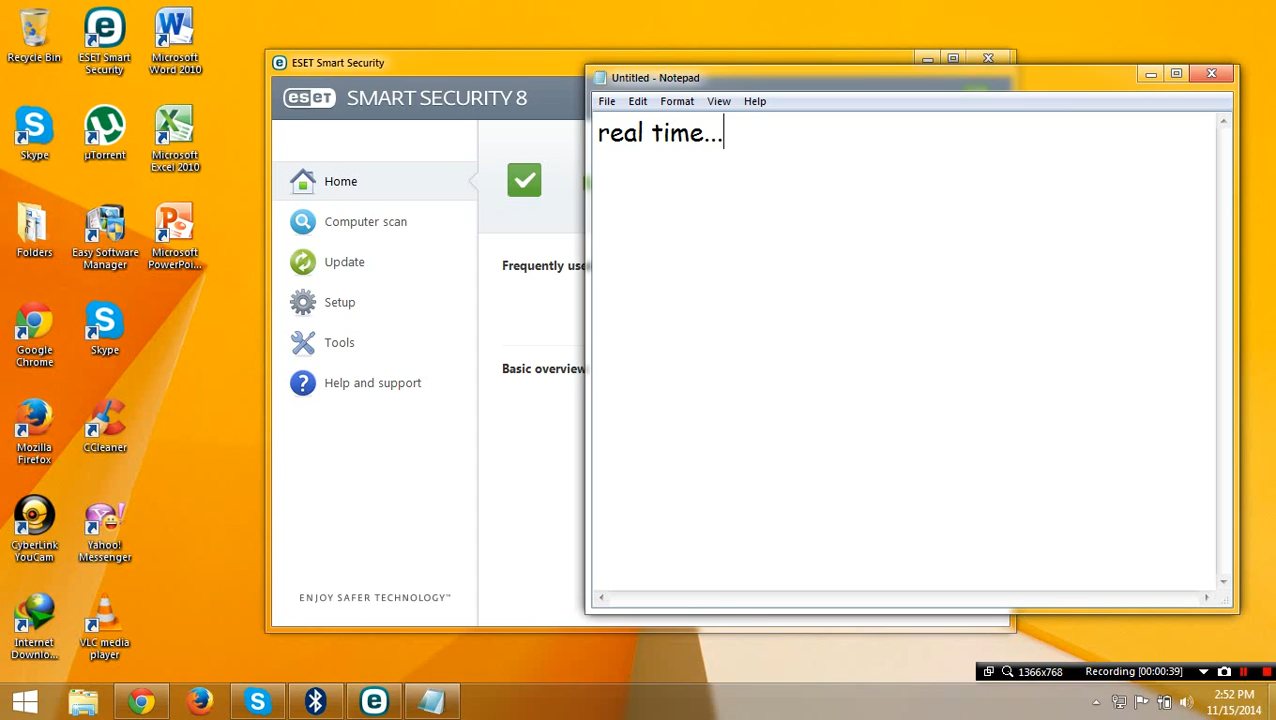 Recycle Bin
ESET Smart
Security
Microsoft
Word 2010
Skype
µTorrent
Microsoft
Excel 2010
Folders
Easy Software
Manager
Microsoft
PowerPoi...
Google
Chrome
Skype
Mozilla
Firefox
CCleaner
CyberLink
YouCam
Yahoo!
Messenger
Internet
Downlo...
VLC media
player
ESET Smart Security
eset SMART SECURITY 8
Home
Computer scan
Update
Setup
Tools
Help and support
ENJOY SAFER TECHNOLOGY™
Frequently use
Basic overview
Untitled - Notepad
File Edit Format View Help
real time...
1366x768 Recording [00:00:39]
2:52 PM
11/15/2014